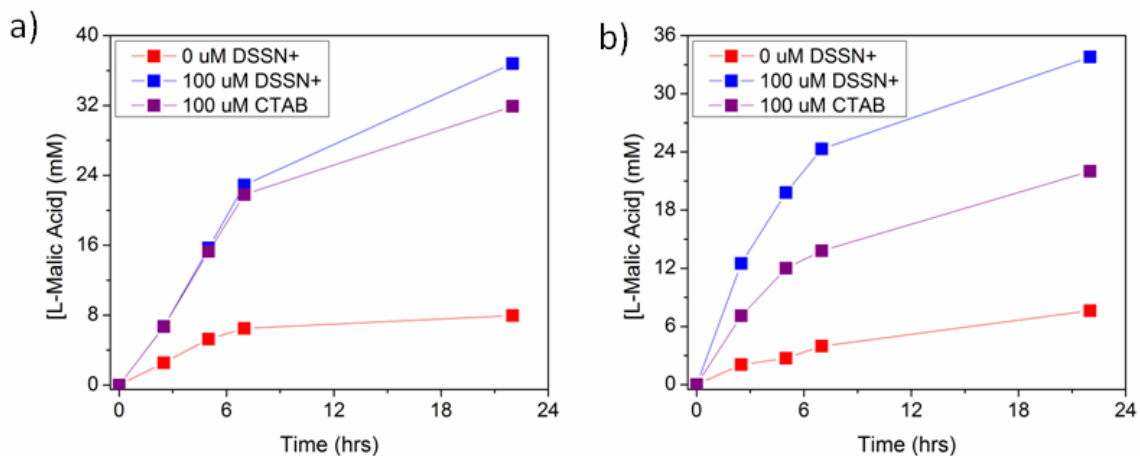 a)
0 uM DSSN+
100 uM DSSN+
100 uM CTAB
[L-Malic Acid] (mM)
40
32
24
16
8
0
0 6 12 18 24
Time (hrs)
b)
0 uM DSSN+
100 uM DSSN+
100 uM CTAB
[L-Malic Acid] (mM)
36
30
24
18
12
6
0
0 6 12 18 24
Time (hrs)